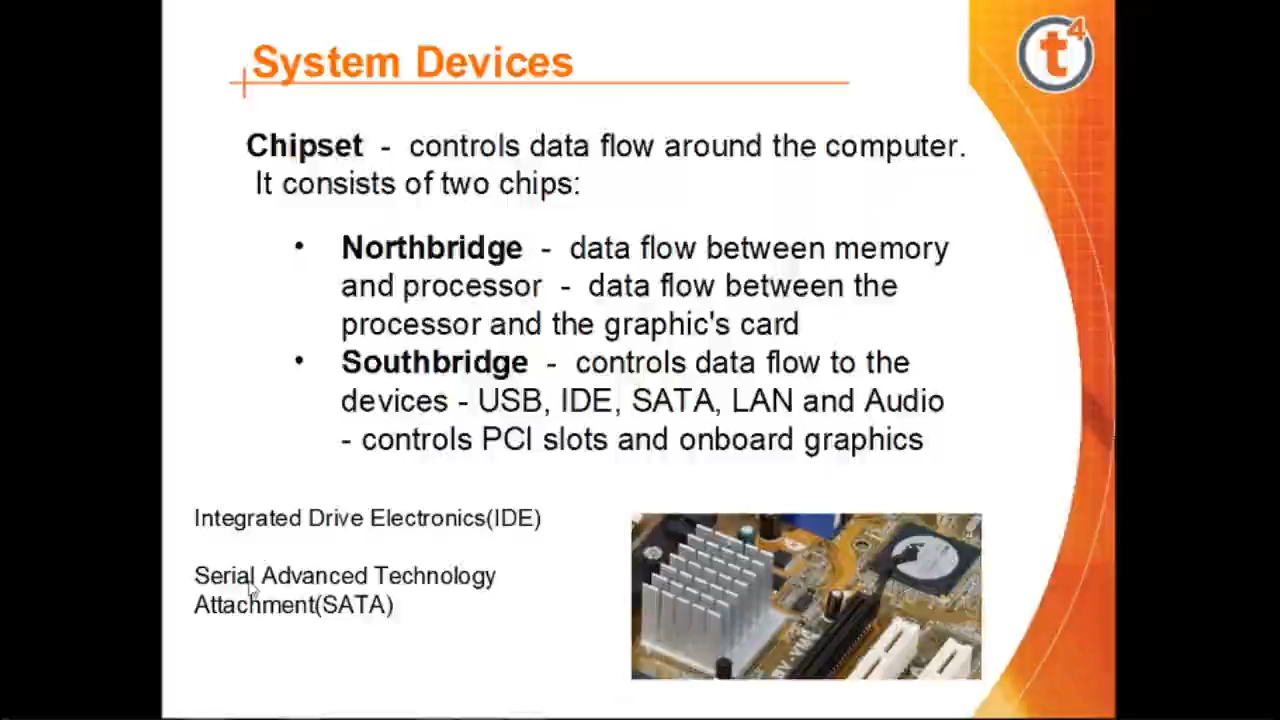 System Devices
t4
Chipset - controls data flow around the computer.
It consists of two chips:
• Northbridge - data flow between memory
and processor - data flow between the
processor and the graphic's card
• Southbridge - controls data flow to the
devices - USB, IDE, SATA, LAN and Audio
- controls PCI slots and onboard graphics
Integrated Drive Electronics(IDE)
Serial Advanced Technology
Attachment(SATA)